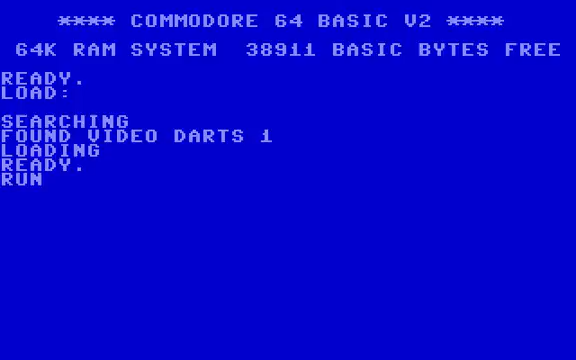 **** COMMODORE 64 BASIC V2 ****
64K RAM SYSTEM  38911 BASIC BYTES FREE
READY.
LOAD:
SEARCHING
FOUND VIDEO DARTS 1
LOADING
READY.
RUN